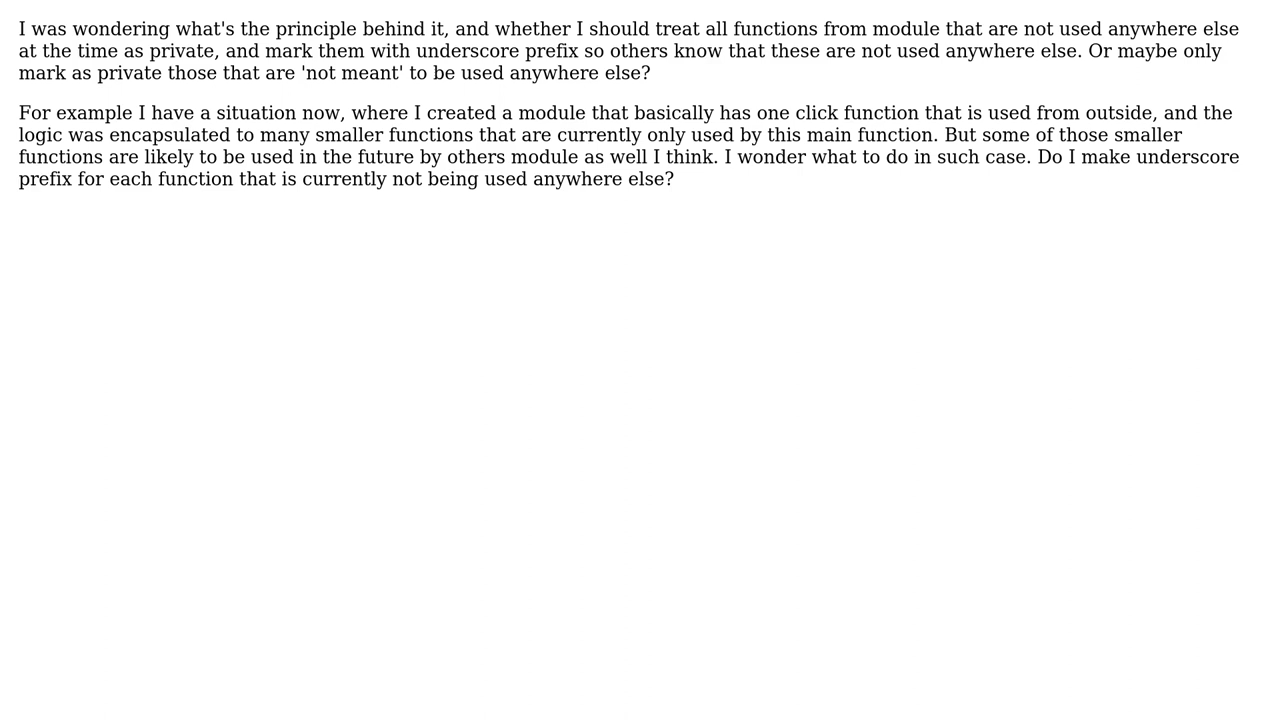 I was wondering what's the principle behind it, and whether I should treat all functions from module that are not used anywhere else
at the time as private, and mark them with underscore prefix so others know that these are not used anywhere else. Or maybe only
mark as private those that are 'not meant' to be used anywhere else?
For example I have a situation now, where I created a module that basically has one click function that is used from outside, and the
logic was encapsulated to many smaller functions that are currently only used by this main function. But some of those smaller
functions are likely to be used in the future by others module as well I think. I wonder what to do in such case. Do I make underscore
prefix for each function that is currently not being used anywhere else?